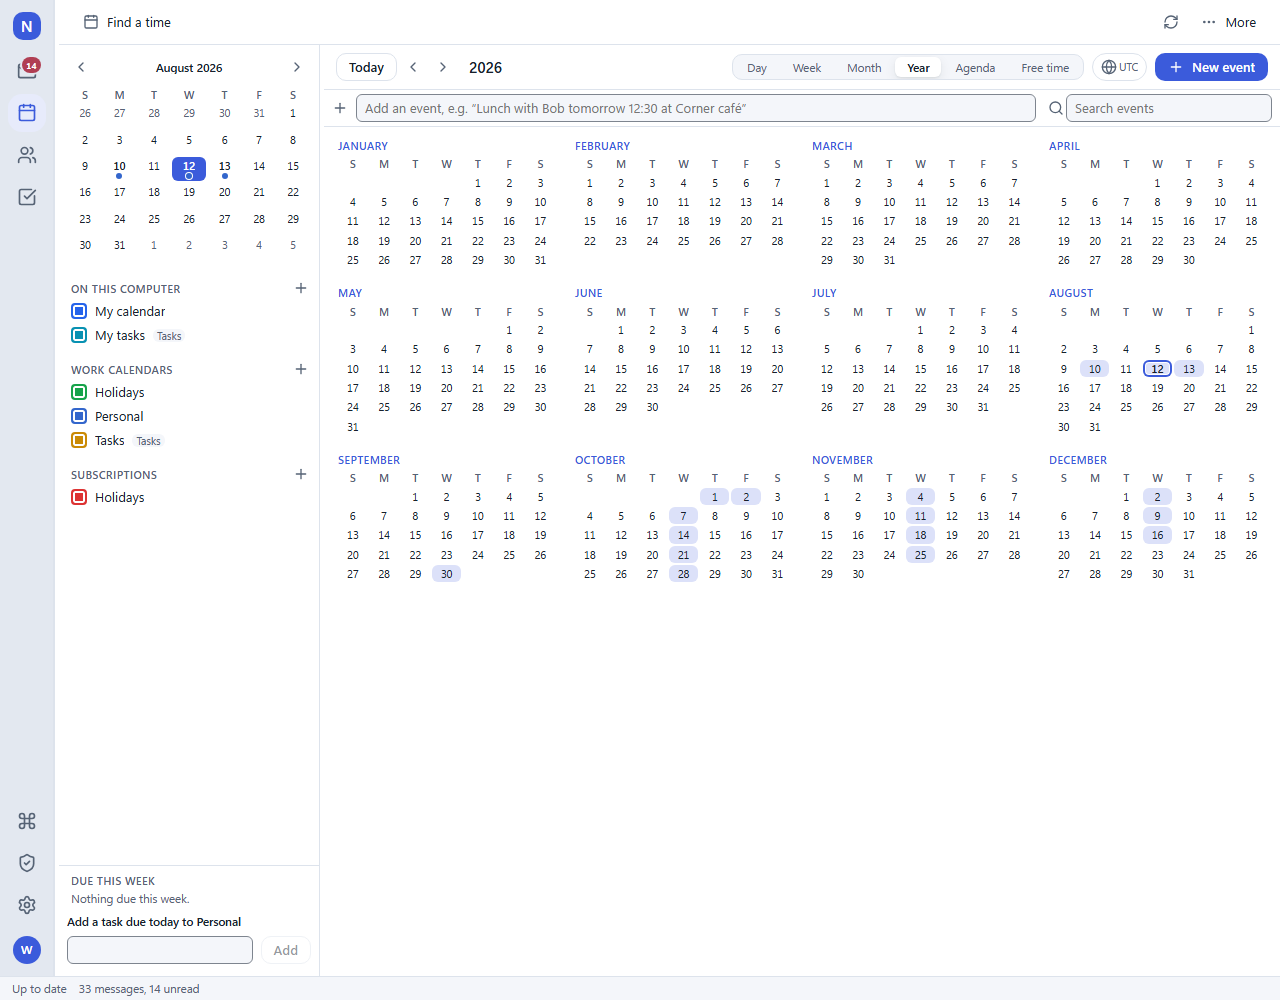 N
Find a time
More
14
August 2026
S M T W T F S
26 27 28 29 30 31 1
2 3 4 5 6 7 8
9 10 11 12 13 14 15
16 17 18 19 20 21 22
23 24 25 26 27 28 29
30 31 1 2 3 4 5
ON THIS COMPUTER
My calendar
My tasks Tasks
WORK CALENDARS
Holidays
Personal
Tasks Tasks
SUBSCRIPTIONS
Holidays
DUE THIS WEEK
Nothing due this week.
Add a task due today to Personal
Add
W
Today 2026 Day Week Month Year Agenda Free time UTC New event
Add an event, e.g. “Lunch with Bob tomorrow 12:30 at Corner café”
Search events
JANUARY
S M T W T F S
1 2 3
4 5 6 7 8 9 10
11 12 13 14 15 16 17
18 19 20 21 22 23 24
25 26 27 28 29 30 31
FEBRUARY
S M T W T F S
1 2 3 4 5 6 7
8 9 10 11 12 13 14
15 16 17 18 19 20 21
22 23 24 25 26 27 28
MARCH
S M T W T F S
1 2 3 4 5 6 7
8 9 10 11 12 13 14
15 16 17 18 19 20 21
22 23 24 25 26 27 28
29 30 31
APRIL
S M T W T F S
1 2 3 4
5 6 7 8 9 10 11
12 13 14 15 16 17 18
19 20 21 22 23 24 25
26 27 28 29 30
MAY
S M T W T F S
1 2
3 4 5 6 7 8 9
10 11 12 13 14 15 16
17 18 19 20 21 22 23
24 25 26 27 28 29 30
31
JUNE
S M T W T F S
1 2 3 4 5 6
7 8 9 10 11 12 13
14 15 16 17 18 19 20
21 22 23 24 25 26 27
28 29 30
JULY
S M T W T F S
1 2 3 4
5 6 7 8 9 10 11
12 13 14 15 16 17 18
19 20 21 22 23 24 25
26 27 28 29 30 31
AUGUST
S M T W T F S
1
2 3 4 5 6 7 8
9 10 11 12 13 14 15
16 17 18 19 20 21 22
23 24 25 26 27 28 29
30 31
SEPTEMBER
S M T W T F S
1 2 3 4 5
6 7 8 9 10 11 12
13 14 15 16 17 18 19
20 21 22 23 24 25 26
27 28 29 30
OCTOBER
S M T W T F S
1 2 3
4 5 6 7 8 9 10
11 12 13 14 15 16 17
18 19 20 21 22 23 24
25 26 27 28 29 30 31
NOVEMBER
S M T W T F S
1 2 3 4 5 6 7
8 9 10 11 12 13 14
15 16 17 18 19 20 21
22 23 24 25 26 27 28
29 30
DECEMBER
S M T W T F S
1 2 3 4 5
6 7 8 9 10 11 12
13 14 15 16 17 18 19
20 21 22 23 24 25 26
27 28 29 30 31
Up to date 33 messages, 14 unread